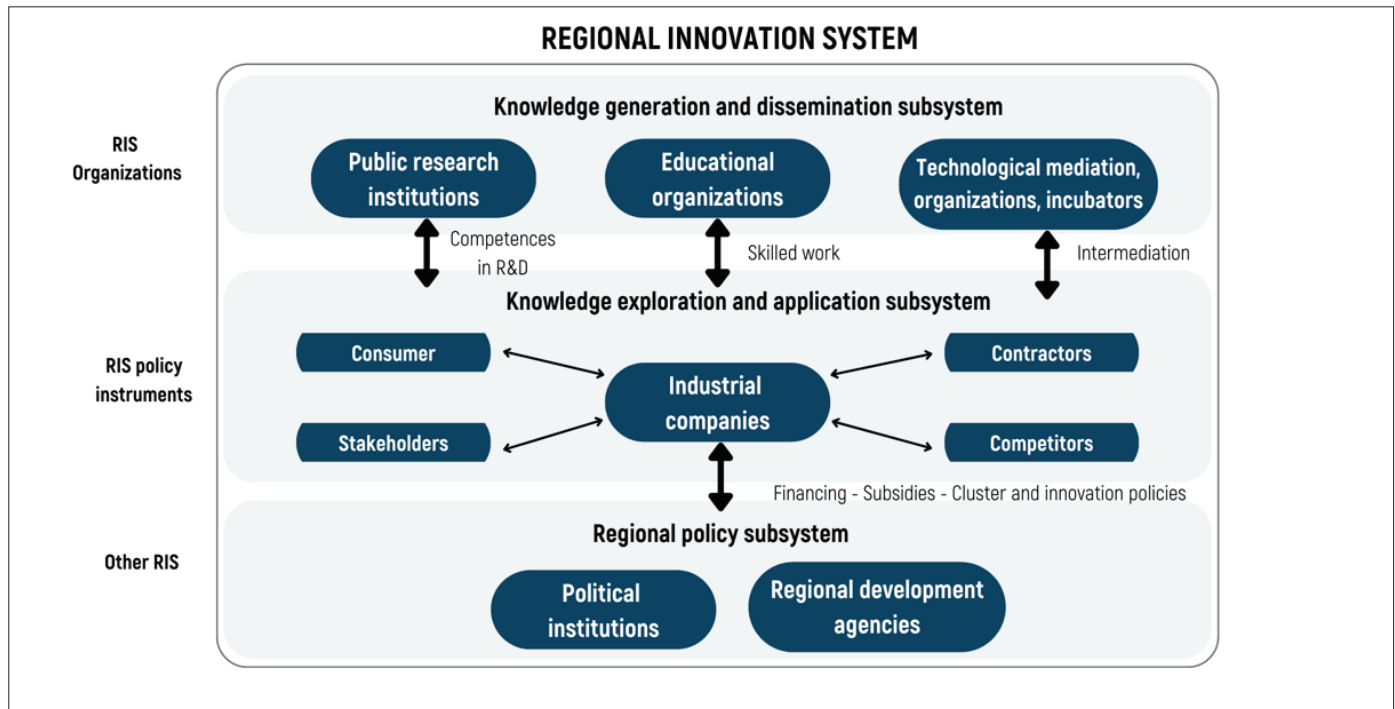 REGIONAL INNOVATION SYSTEM
Knowledge generation and dissemination subsystem
RIS
Organizations
Public research
institutions
Educational
organizations
Technological mediation,
organizations, incubators
Competences
in R&D
Skilled work
Intermediation
Knowledge exploration and application subsystem
RIS policy
instruments
Consumer
Contractors
Industrial
companies
Stakeholders
Competitors
Financing - Subsidies - Cluster and innovation policies
Regional policy subsystem
Other RIS
Political
institutions
Regional development
agencies